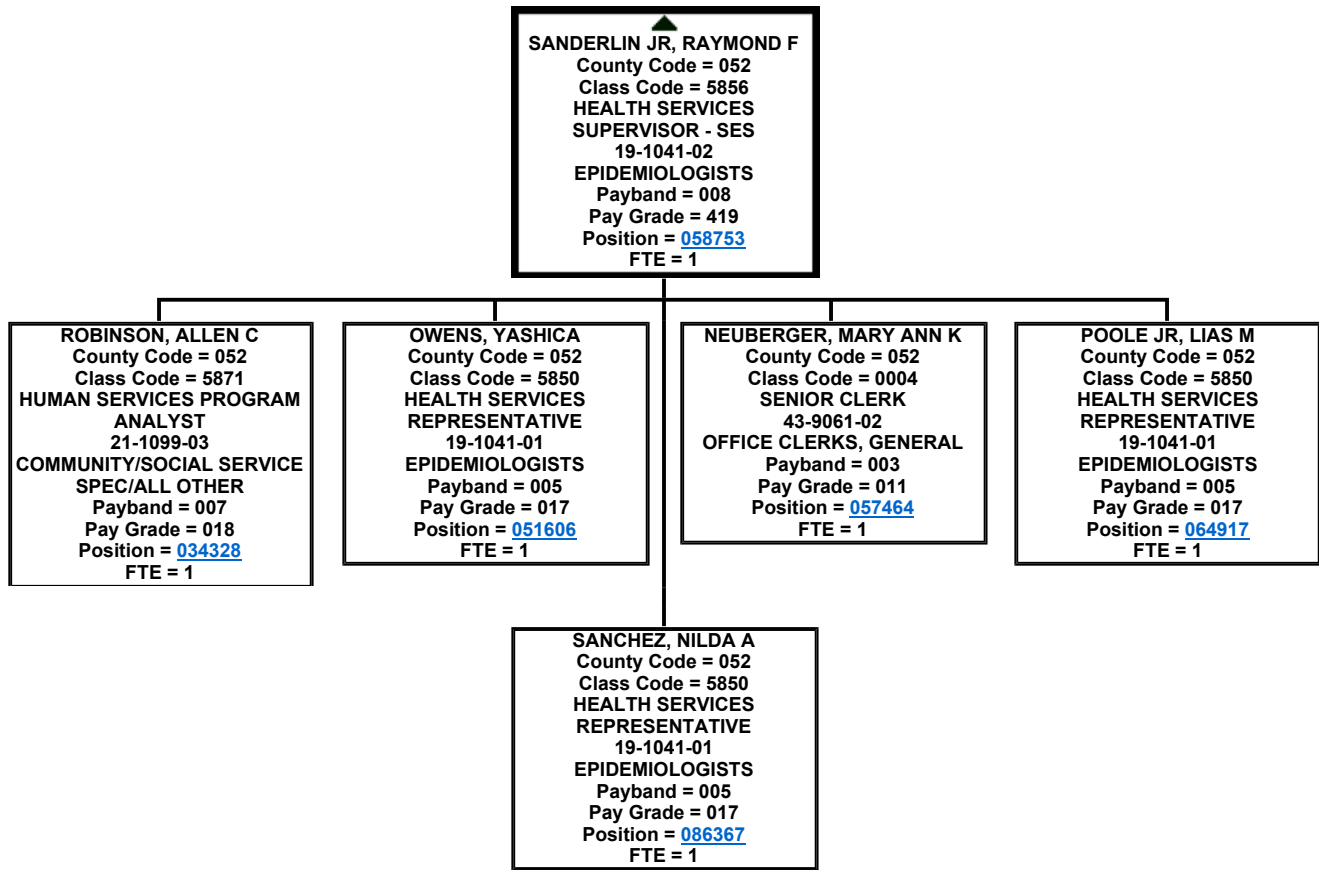 SANDERLIN JR, RAYMOND F
County Code = 052
Class Code = 5856
HEALTH SERVICES
SUPERVISOR - SES
19-1041-02
EPIDEMIOLOGISTS
Payband = 008
Pay Grade = 419
Position = 058753
FTE = 1
ROBINSON, ALLEN C
County Code = 052
Class Code = 5871
HUMAN SERVICES PROGRAM
ANALYST
21-1099-03
COMMUNITY/SOCIAL SERVICE
SPEC/ALL OTHER
Payband = 007
Pay Grade = 018
Position = 034328
FTE = 1
OWENS, YASHICA
County Code = 052
Class Code = 5850
HEALTH SERVICES
REPRESENTATIVE
19-1041-01
EPIDEMIOLOGISTS
Payband = 005
Pay Grade = 017
Position = 051606
FTE = 1
NEUBERGER, MARY ANN K
County Code = 052
Class Code = 0004
SENIOR CLERK
43-9061-02
OFFICE CLERKS, GENERAL
Payband = 003
Pay Grade = 011
Position = 057464
FTE = 1
POOLE JR, LIAS M
County Code = 052
Class Code = 5850
HEALTH SERVICES
REPRESENTATIVE
19-1041-01
EPIDEMIOLOGISTS
Payband = 005
Pay Grade = 017
Position = 064917
FTE = 1
SANCHEZ, NILDA A
County Code = 052
Class Code = 5850
HEALTH SERVICES
REPRESENTATIVE
19-1041-01
EPIDEMIOLOGISTS
Payband = 005
Pay Grade = 017
Position = 086367
FTE = 1